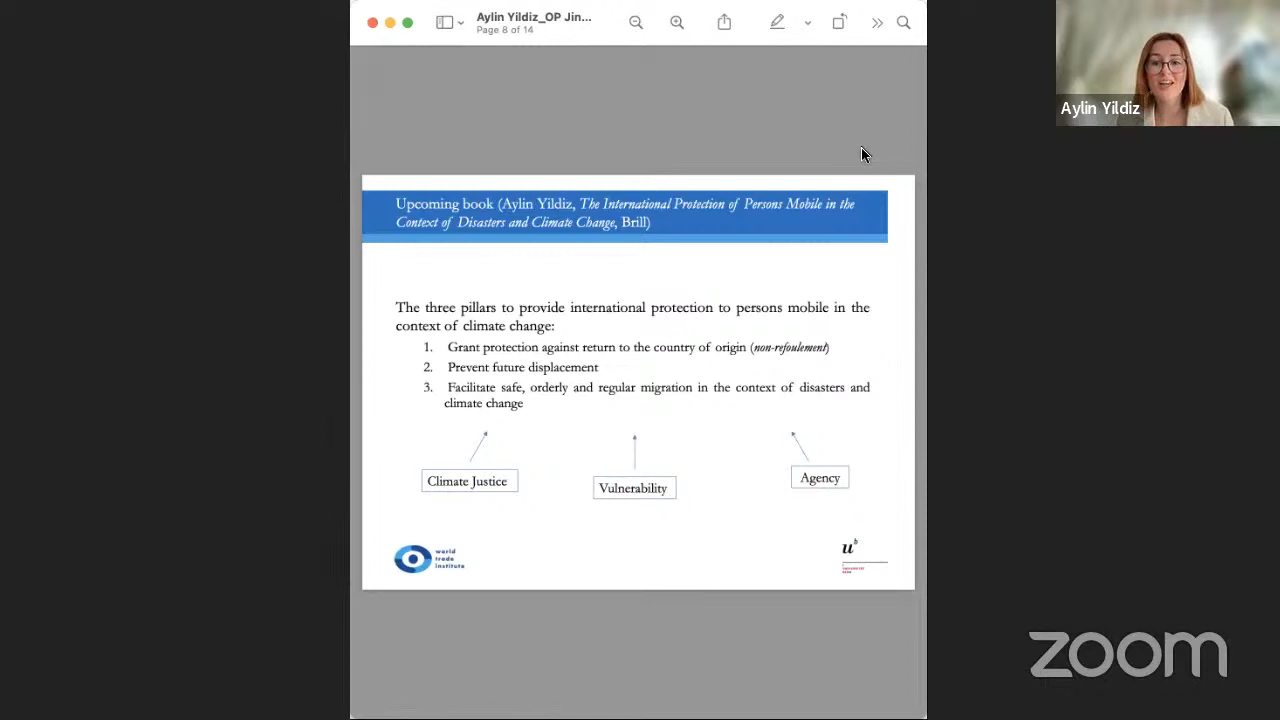 Aylin Yildiz_OP Jin...
Page 8 of 14
Aylin Yildiz
Upcoming book (Aylin Yildiz, The International Protection of Persons Mobile in the
Context of Disasters and Climate Change, Brill)
The three pillars to provide international protection to persons mobile in the
context of climate change:
1. Grant protection against return to the country of origin (non-refoulement)
2. Prevent future displacement
3. Facilitate safe, orderly and regular migration in the context of disasters and
climate change
Climate Justice
Vulnerability
Agency
world
trade
institute
u^b
zoom